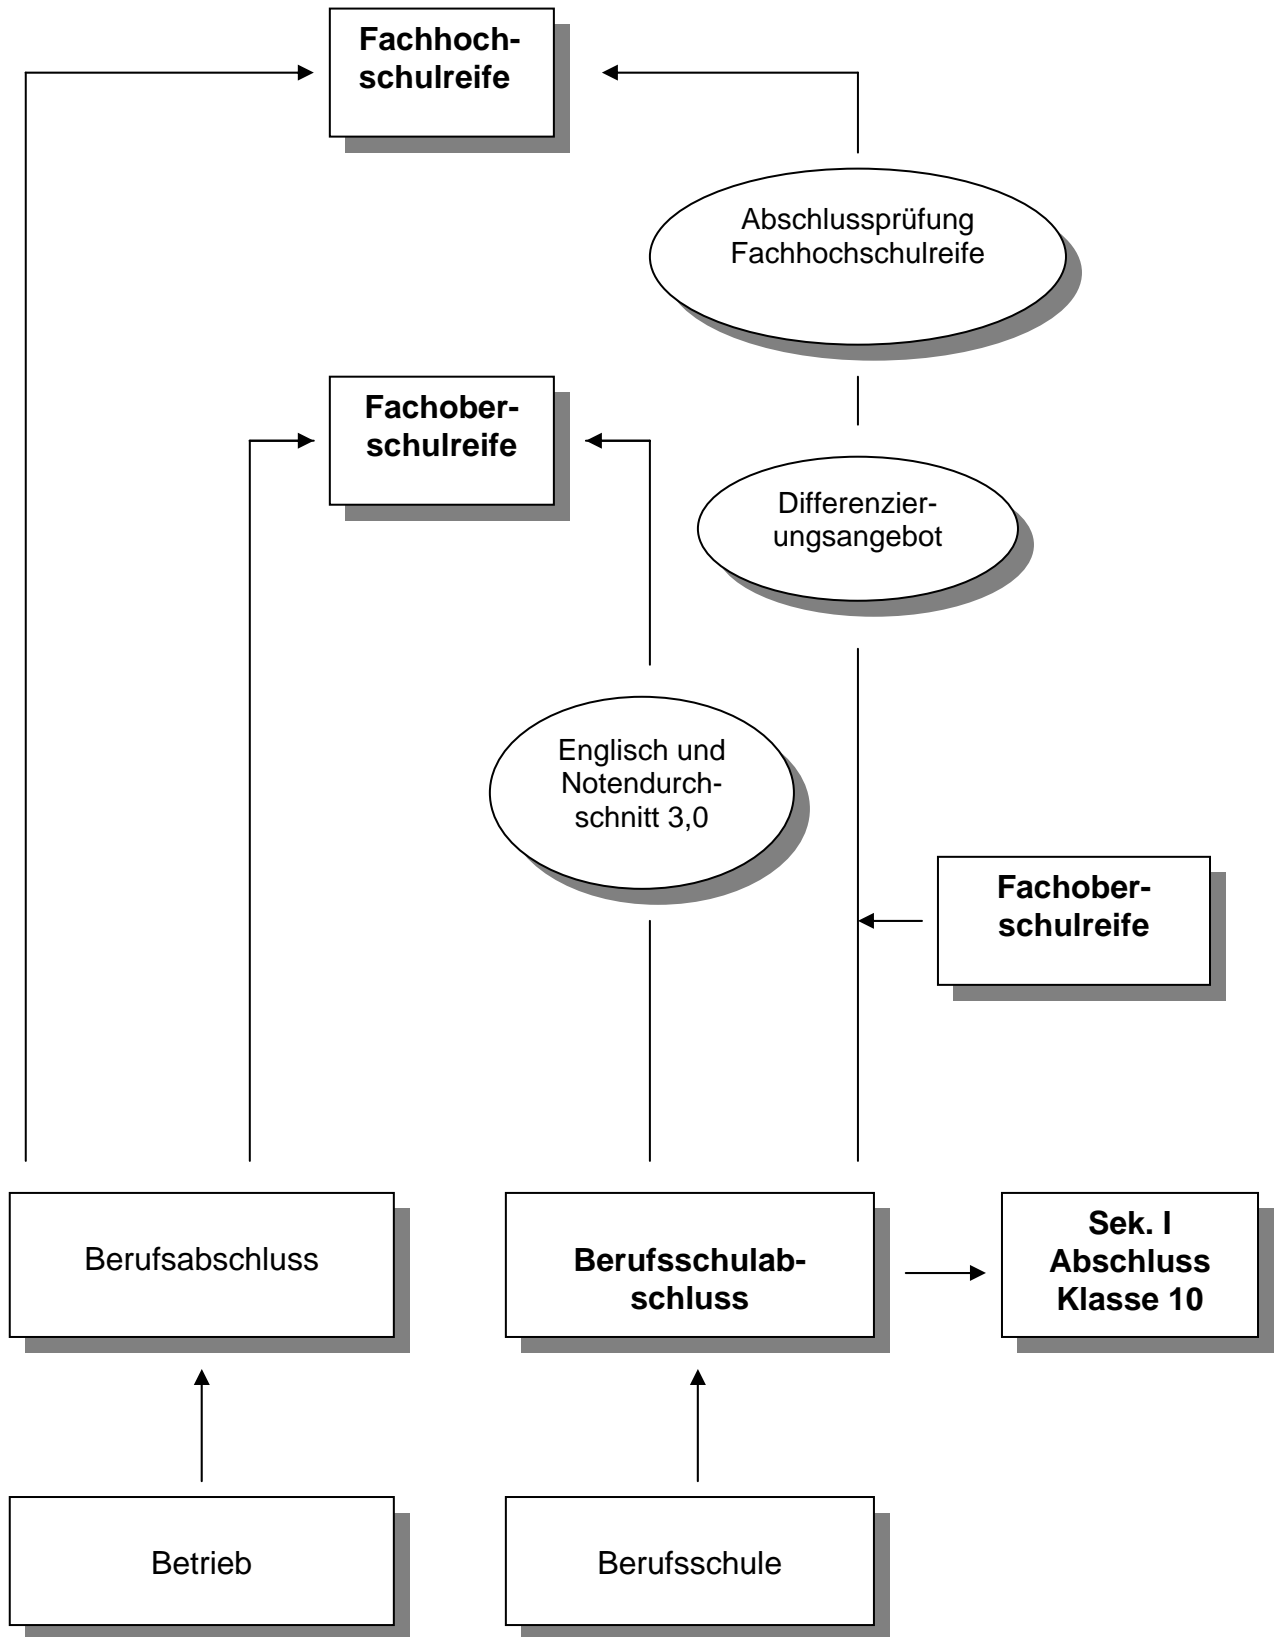 Fachhoch-
schulreife
Abschlussprüfung
Fachhochschulreife
Fachober-
schulreife
Differenzier-
ungsangebot
Englisch und
Notendurch-
schnitt 3,0
Fachober-
schulreife
Berufsabschluss
Berufsschulab-
schluss
Sek. I
Abschluss
Klasse 10
Betrieb
Berufsschule